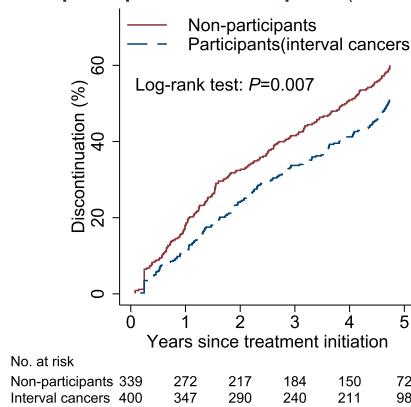 Non-participants
Participants(interval cancers
Log-rank test: P=0.007
Discontinuation (%)
60
40
20
0
0 1 2 3 4 5
Years since treatment initiation
No. at risk
Non-participants 339 272 217 184 150 72
Interval cancers 400 347 290 240 211 98